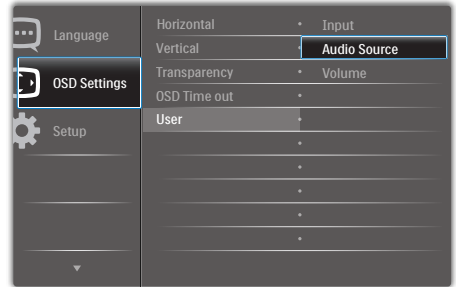 Language
OSD Settings
Setup
Horizontal
Vertical
Transparency
OSD Time out
User
Input
Audio Source
Volume